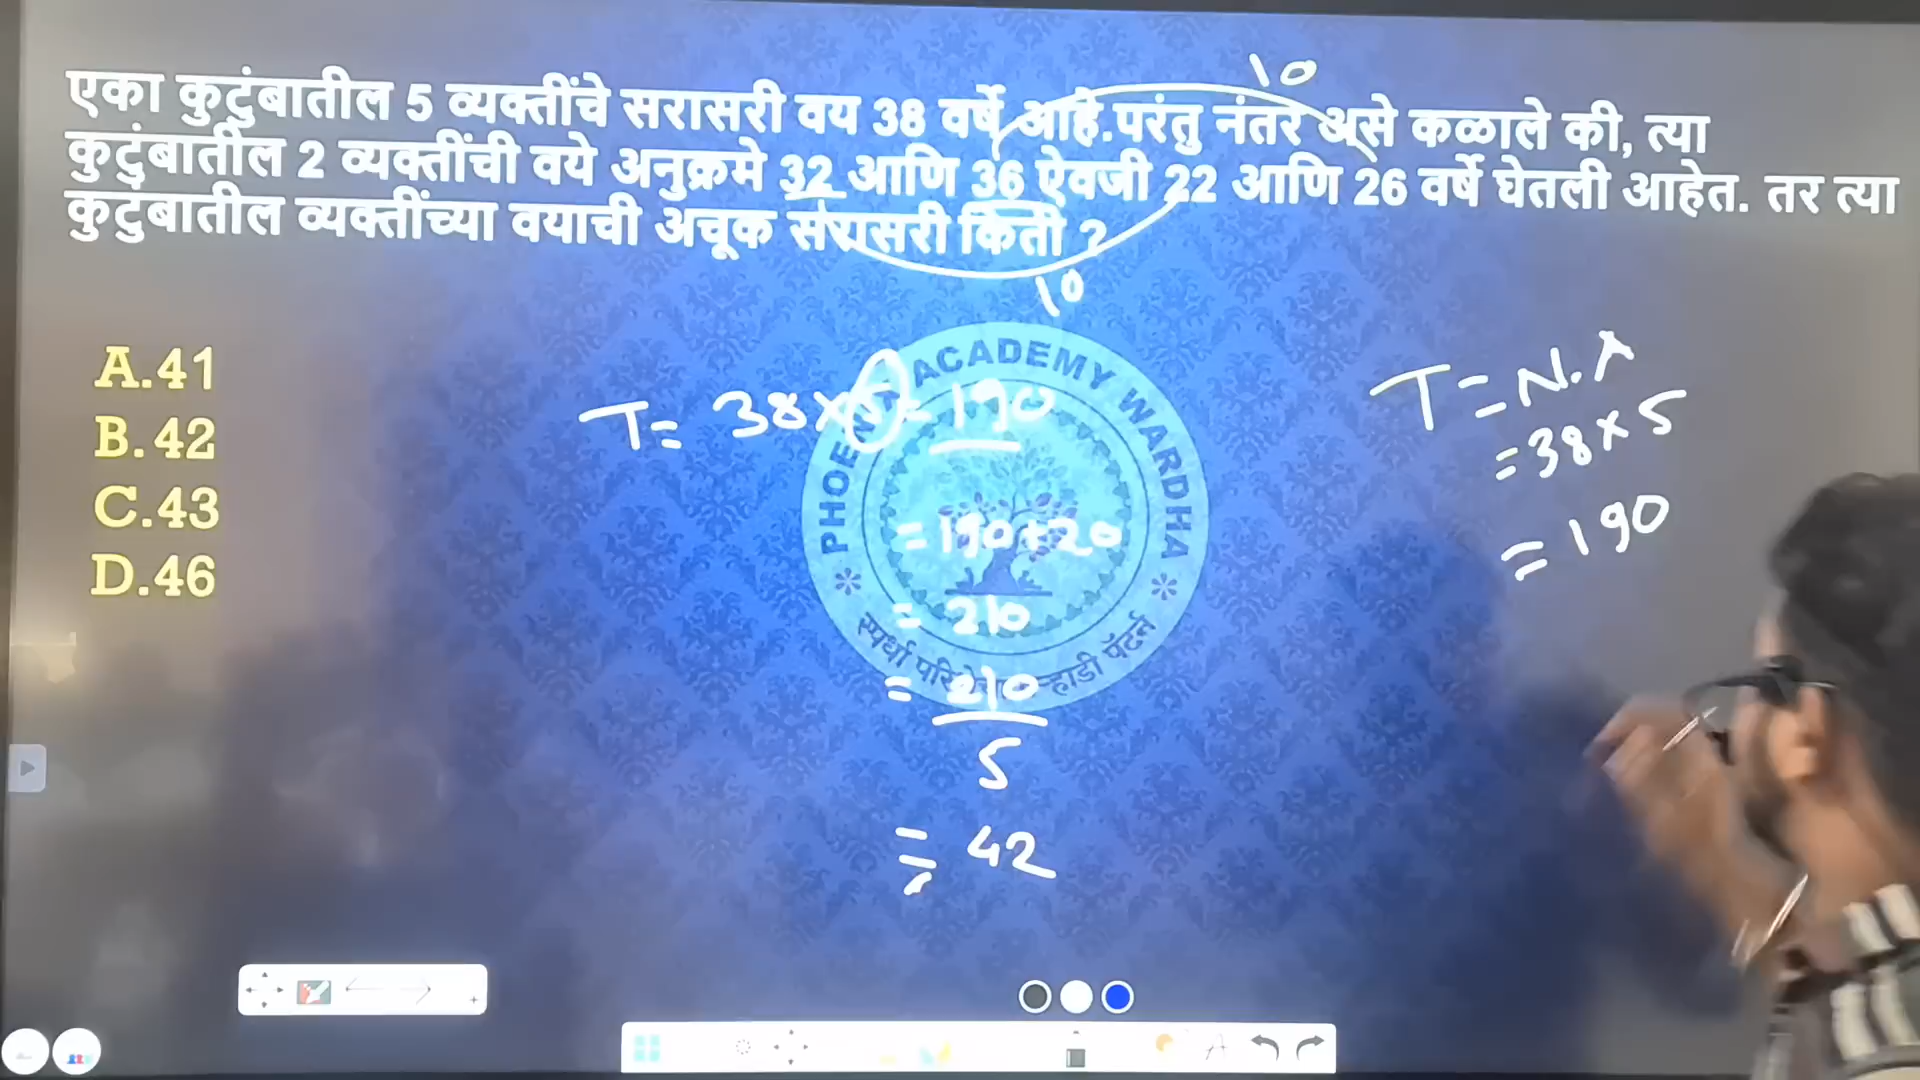 एका कुटुंबातील 5 व्यक्तींचे सरासरी वय 38 वर्षे आहे.परंतु नंतर असे कळाले की, त्या
कुटुंबातील 2 व्यक्तींची वये अनुक्रमे 32 आणि 36 ऐवजी 22 आणि 26 वर्षे घेतली आहेत. तर त्या
कुटुंबातील व्यक्तींच्या वयाची अचूक सरासरी किती ?
10
10
A.41
B.42
C.43
D.46
T= 38×5=190
=190+20
=210
=210
5
=42
T=N.A
=38×5
=190
ACADEMY WARDHA
स्पर्धा
पॅटर्न